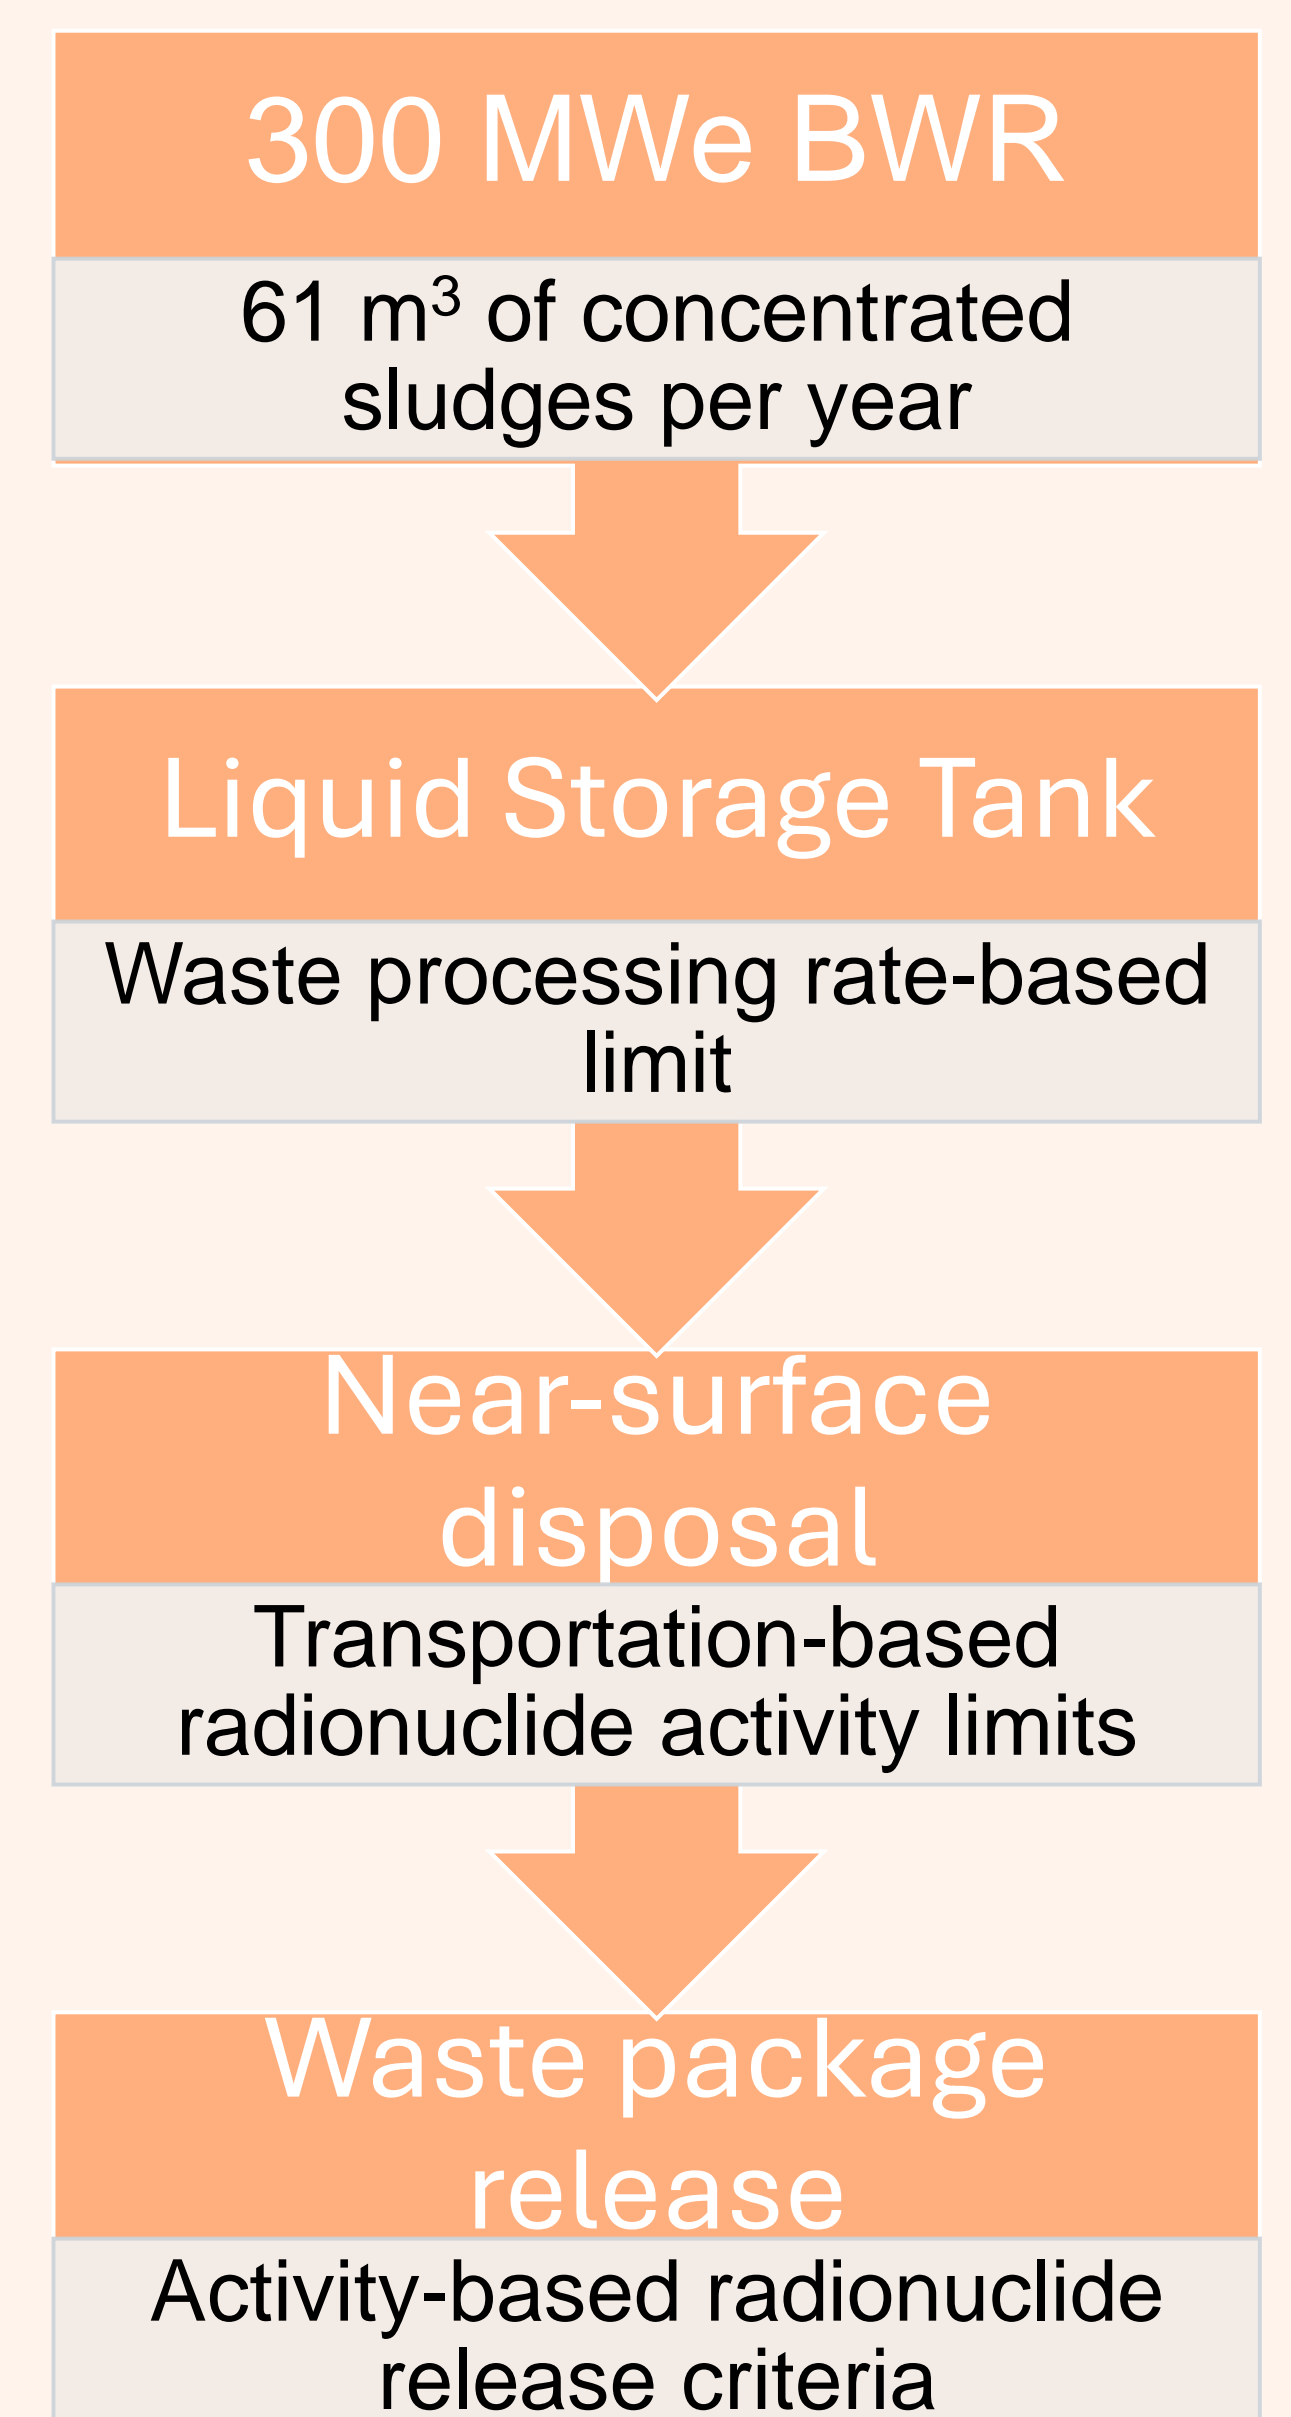 300 MWe BWR
61 m³ of concentrated
sludges per year
Liquid Storage Tank
Waste processing rate-based
limit
Near-surface
disposal
Transportation-based
radionuclide activity limits
Waste package
release
Activity-based radionuclide
release criteria